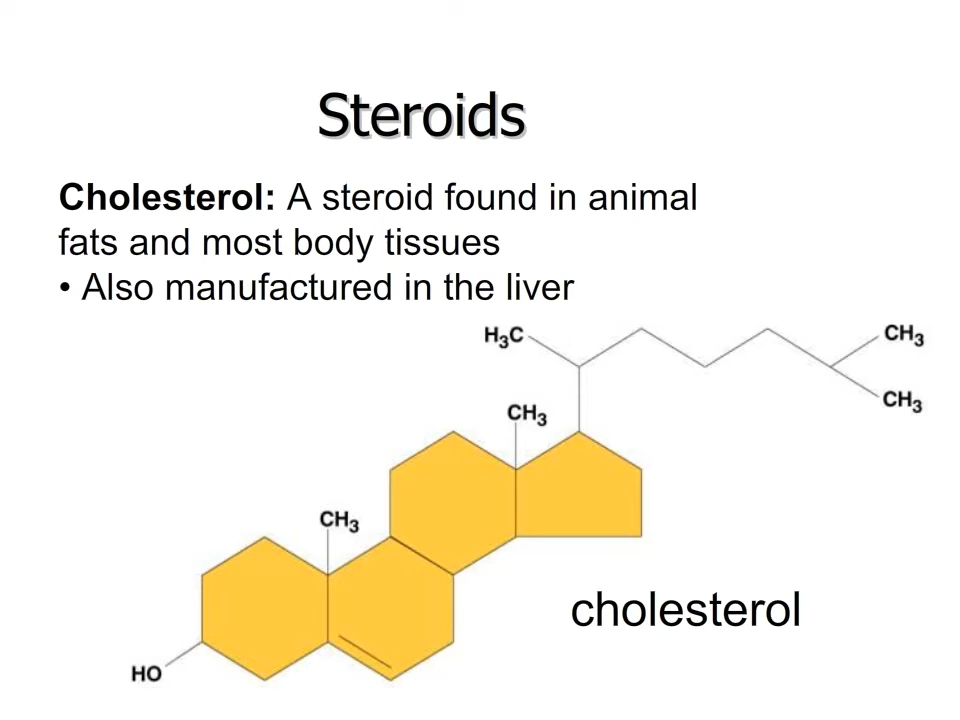 Steroids
Cholesterol: A steroid found in animal
fats and most body tissues
• Also manufactured in the liver
H₃C
CH₃
CH₃
CH₃
CH₃
cholesterol
HO